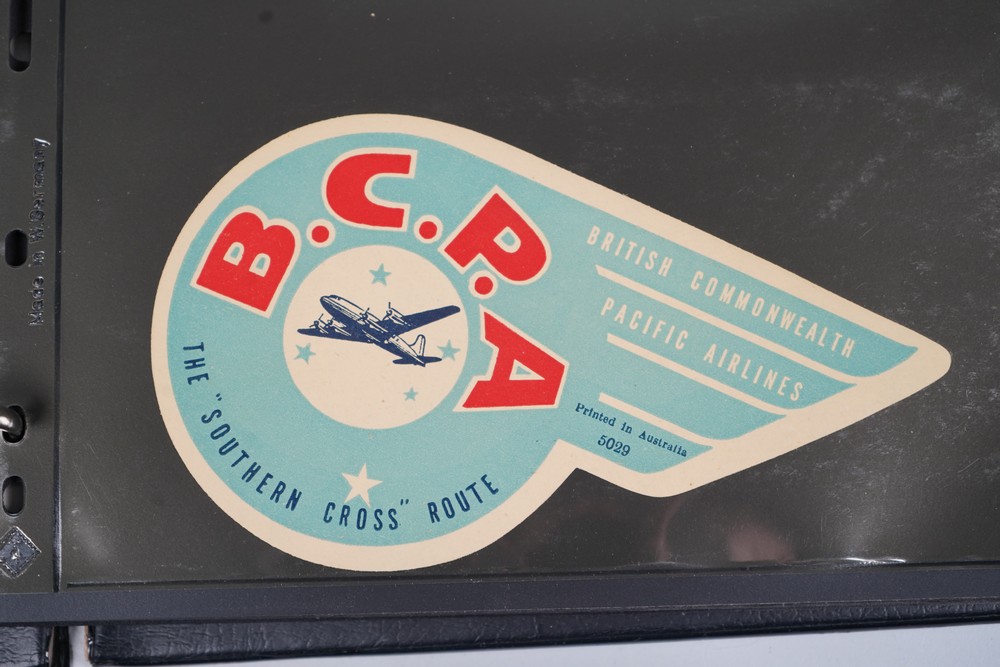 B.C.P.A
BRITISH COMMONWEALTH
PACIFIC AIRLINES
Printed in Australia
5029
THE "SOUTHERN CROSS" ROUTE
Made in W.Germany